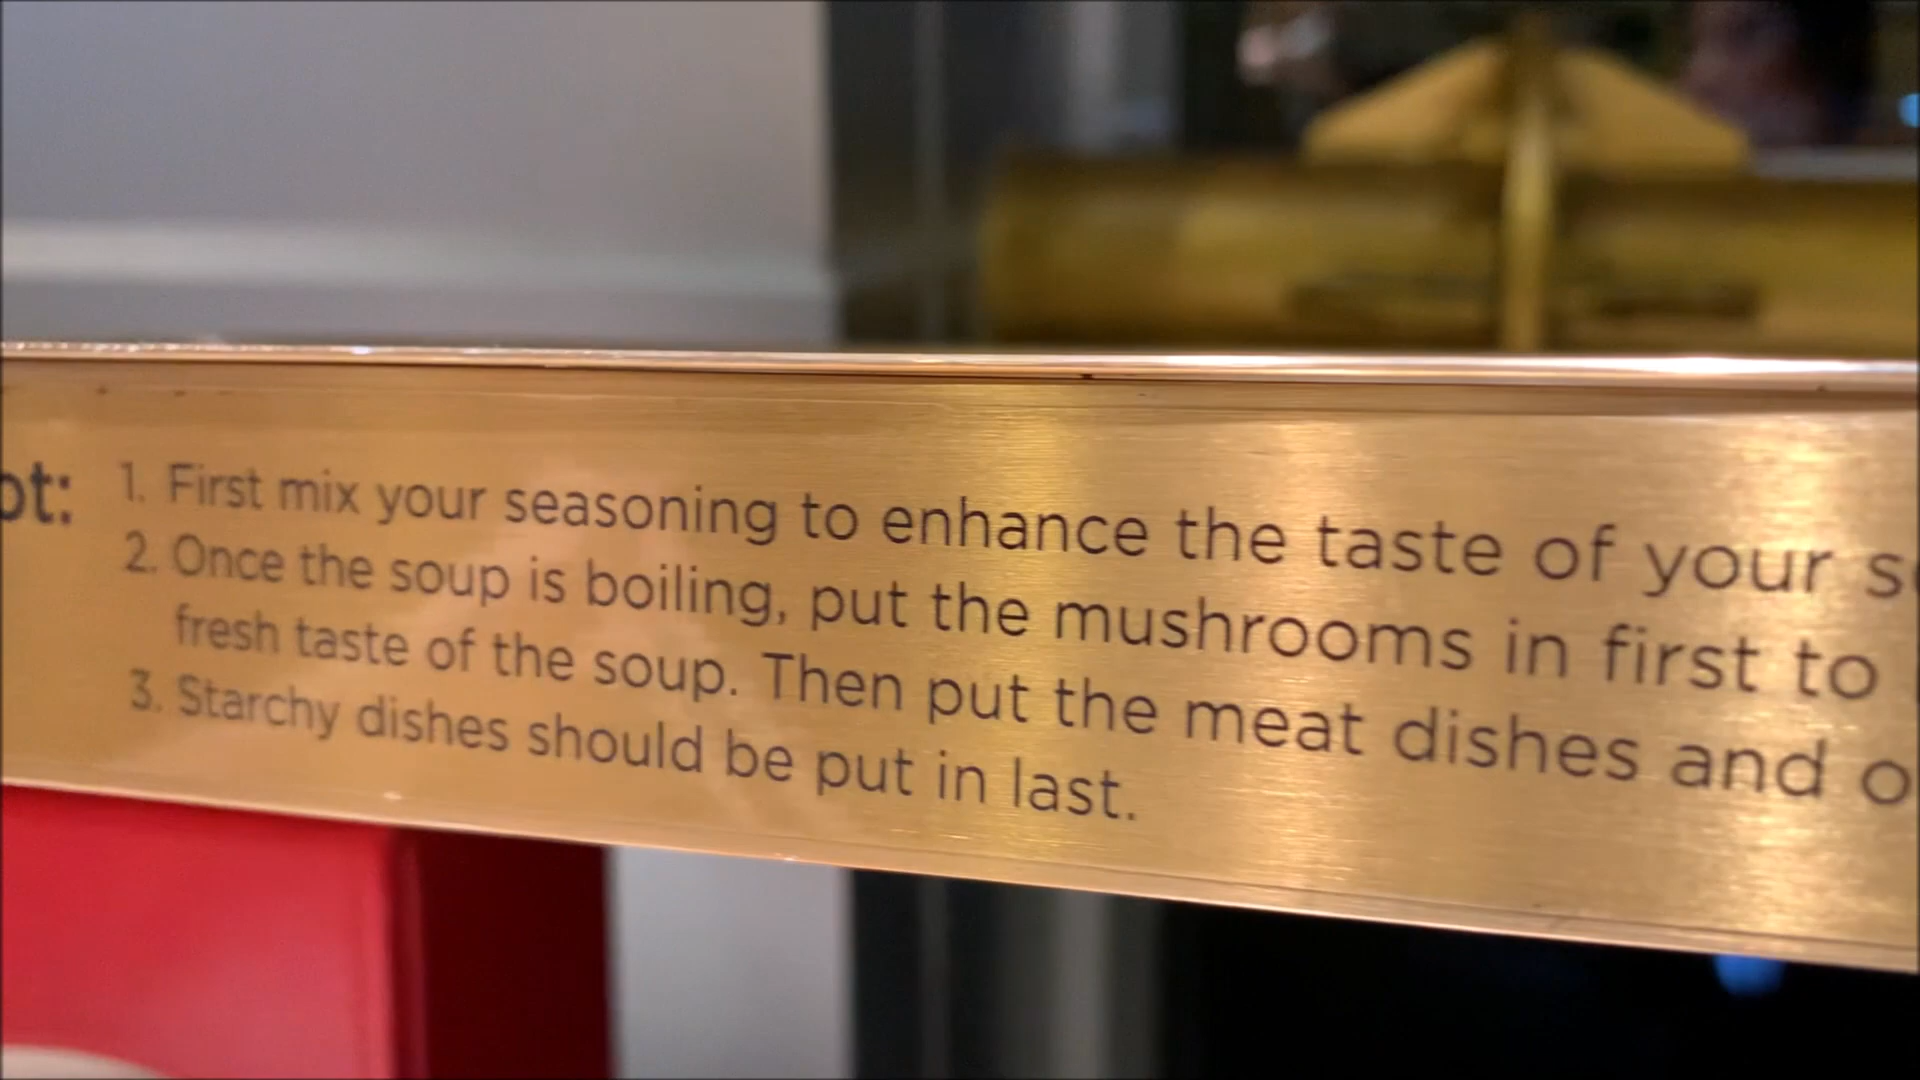 ot: 1. First mix your seasoning to enhance the taste of your
2. Once the soup is boiling, put the mushrooms in first to
fresh taste of the soup. Then put the meat dishes and
3. Starchy dishes should be put in last.